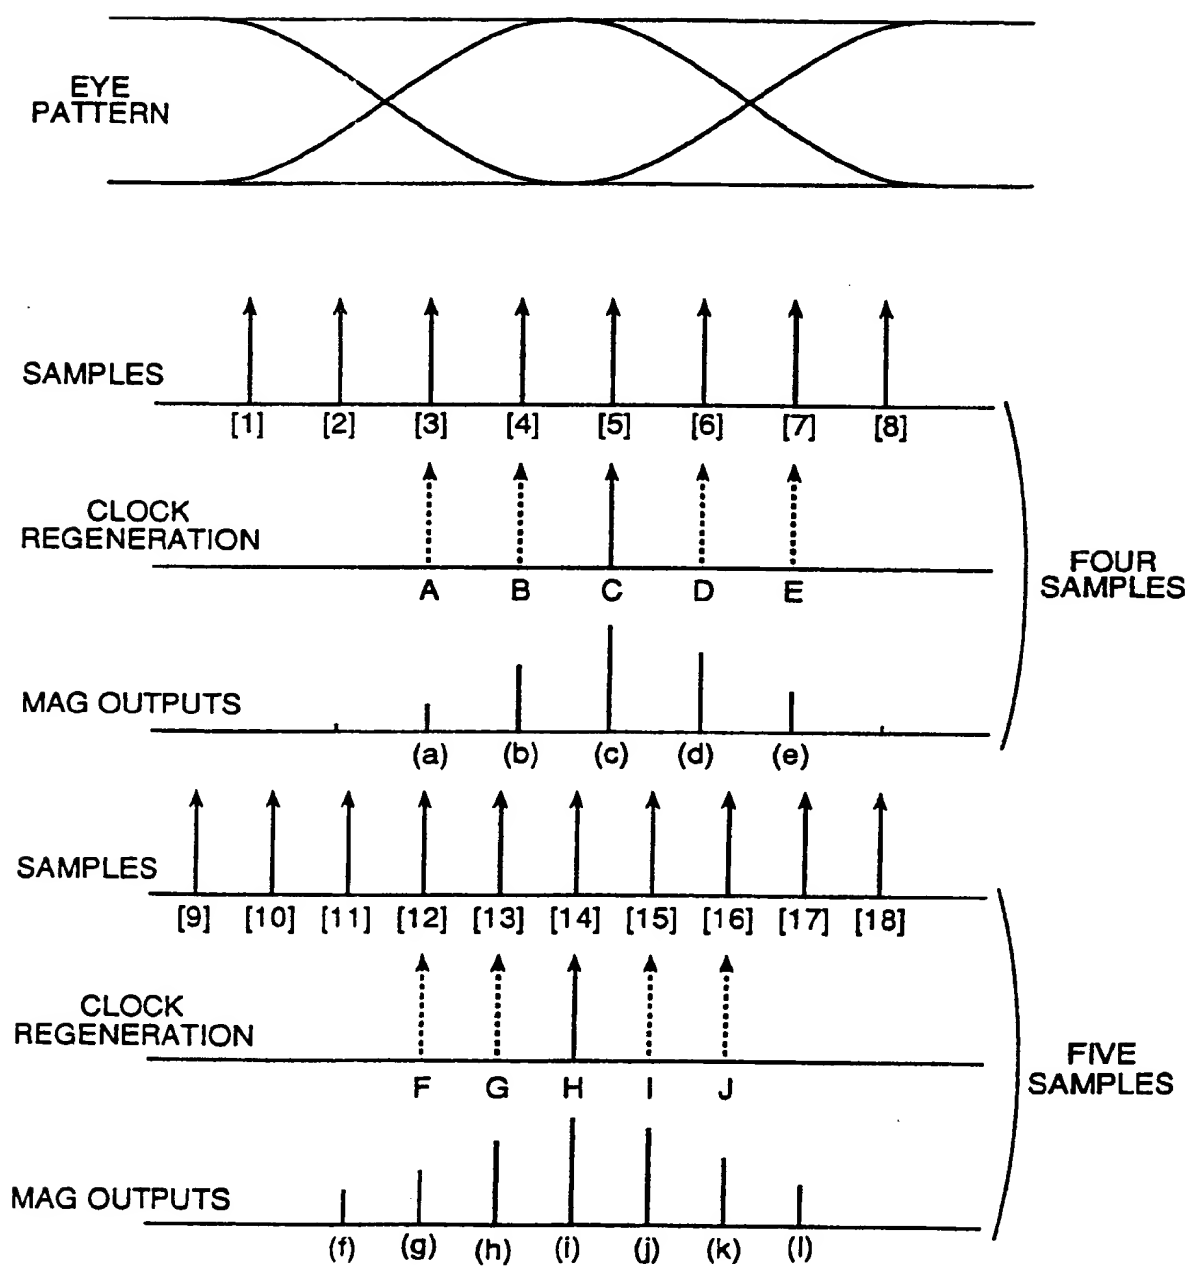 EYE
PATTERN
SAMPLES
[1] [2] [3] [4] [5] [6] [7] [8]
CLOCK
REGENERATION
A B C D E
FOUR
SAMPLES
MAG OUTPUTS
(a) (b) (c) (d) (e)
SAMPLES
[9] [10] [11] [12] [13] [14] [15] [16] [17] [18]
CLOCK
REGENERATION
F G H I J
FIVE
SAMPLES
MAG OUTPUTS
(f) (g) (h) (i) (j) (k) (l)